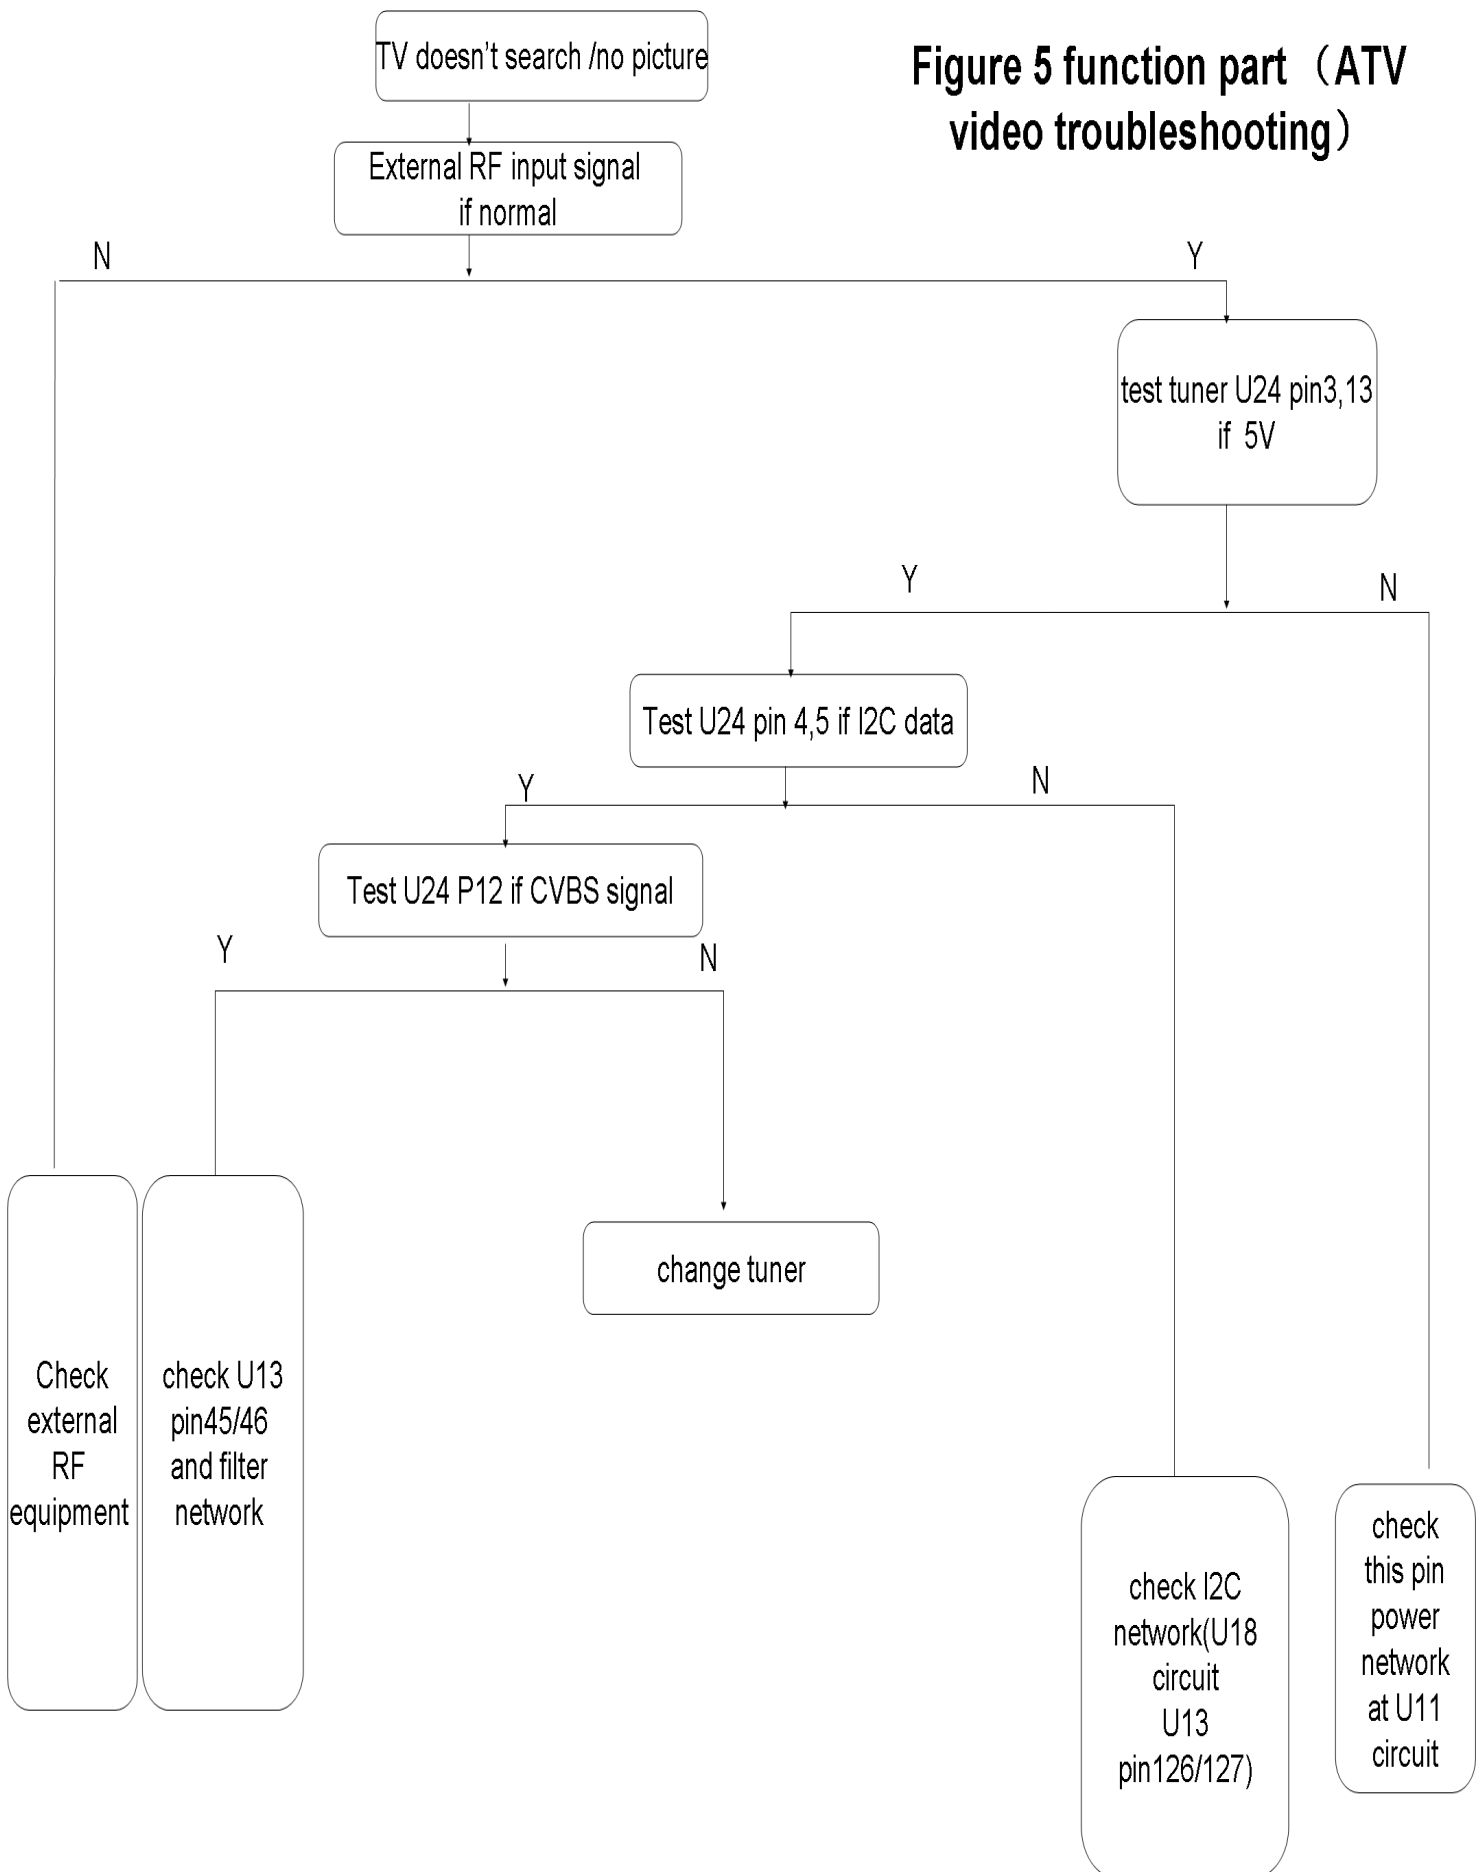 TV doesn't search /no picture
Figure 5 function part （ATV
video troubleshooting）
External RF input signal
if normal
N
Y
test tuner U24 pin3,13
if 5V
Y
N
Test U24 pin 4,5 if I2C data
Y
N
Test U24 P12 if CVBS signal
Y
N
change tuner
Check
external
RF
equipment
check U13
pin45/46
and filter
network
check I2C
network(U18
circuit
U13
pin126/127)
check
this pin
power
network
at U11
circuit